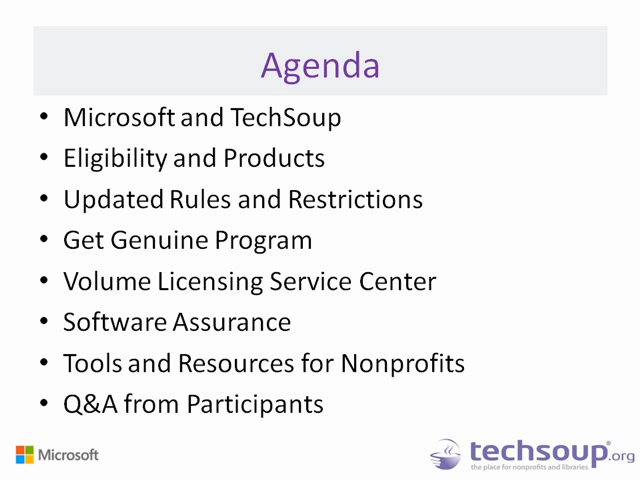 Agenda
• Microsoft and TechSoup
• Eligibility and Products
• Updated Rules and Restrictions
• Get Genuine Program
• Volume Licensing Service Center
• Software Assurance
• Tools and Resources for Nonprofits
• Q&A from Participants
Microsoft
techsoup®.org
the place for nonprofits and libraries